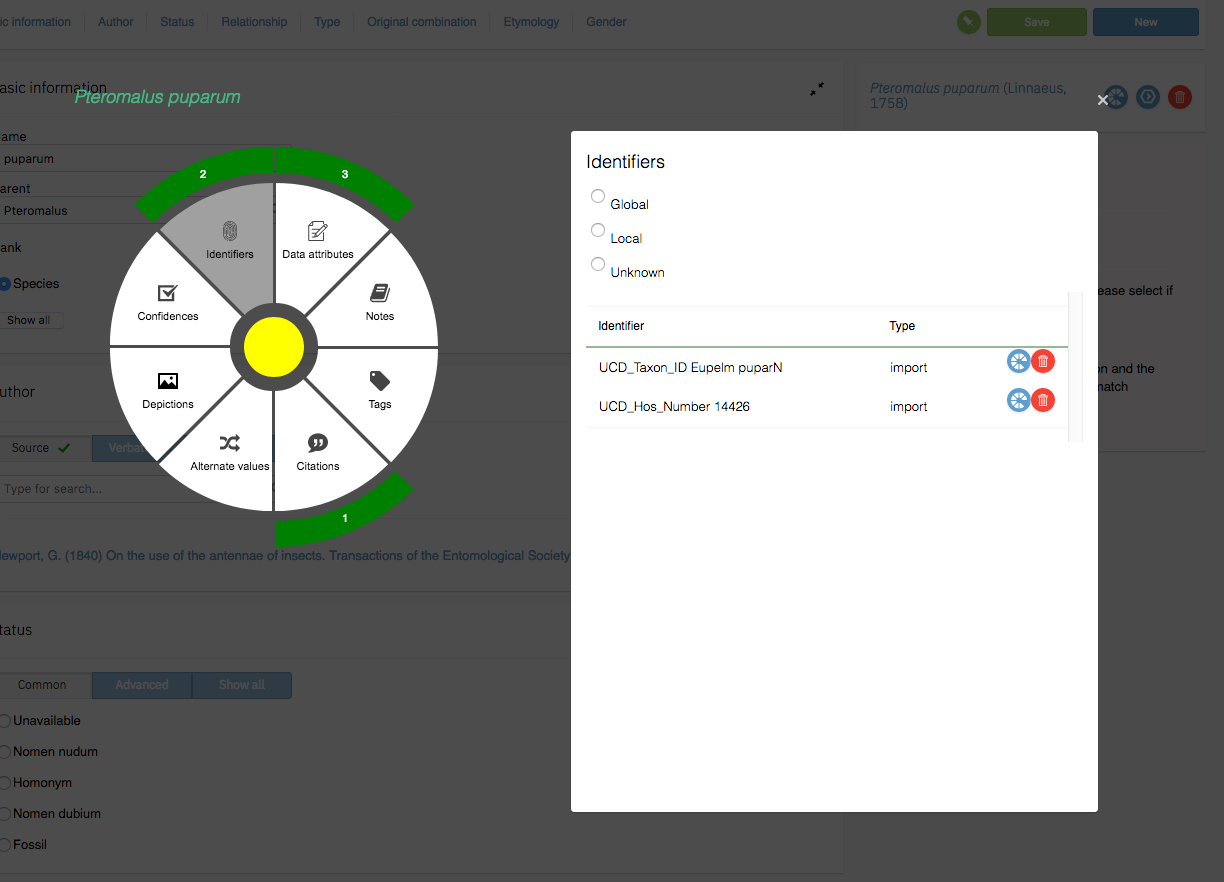 ic information Author Status Relationship Type Original combination Etymology Gender Save New
asic information
Pteromalus puparum
Pteromalus puparum (Linnaeus,
1758)
ame
puparum
arent
Pteromalus
ank
Species
Show all
2
3
Identifiers
Data attributes
Confidences
Notes
Depictions
Tags
Alternate values
Citations
1
Identifiers
Global
Local
Unknown
Identifier Type
UCD_Taxon_ID Eupelm puparN import
UCD_Hos_Number 14426 import
ease select if
on and the
match
uthor
Source Verba
Type for search...
lewport, G. (1840) On the use of the antennae of insects. Transactions of the Entomological Society
tatus
Common Advanced Show all
Unavailable
Nomen nudum
Homonym
Nomen dubium
Fossil